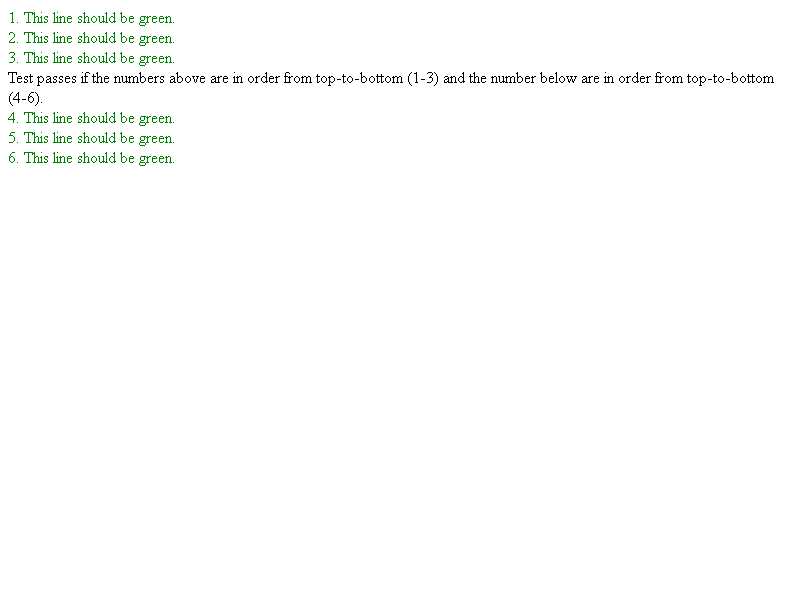 1. This line should be green.
2. This line should be green.
3. This line should be green.
Test passes if the numbers above are in order from top-to-bottom (1-3) and the number below are in order from top-to-bottom
(4-6).
4. This line should be green.
5. This line should be green.
6. This line should be green.